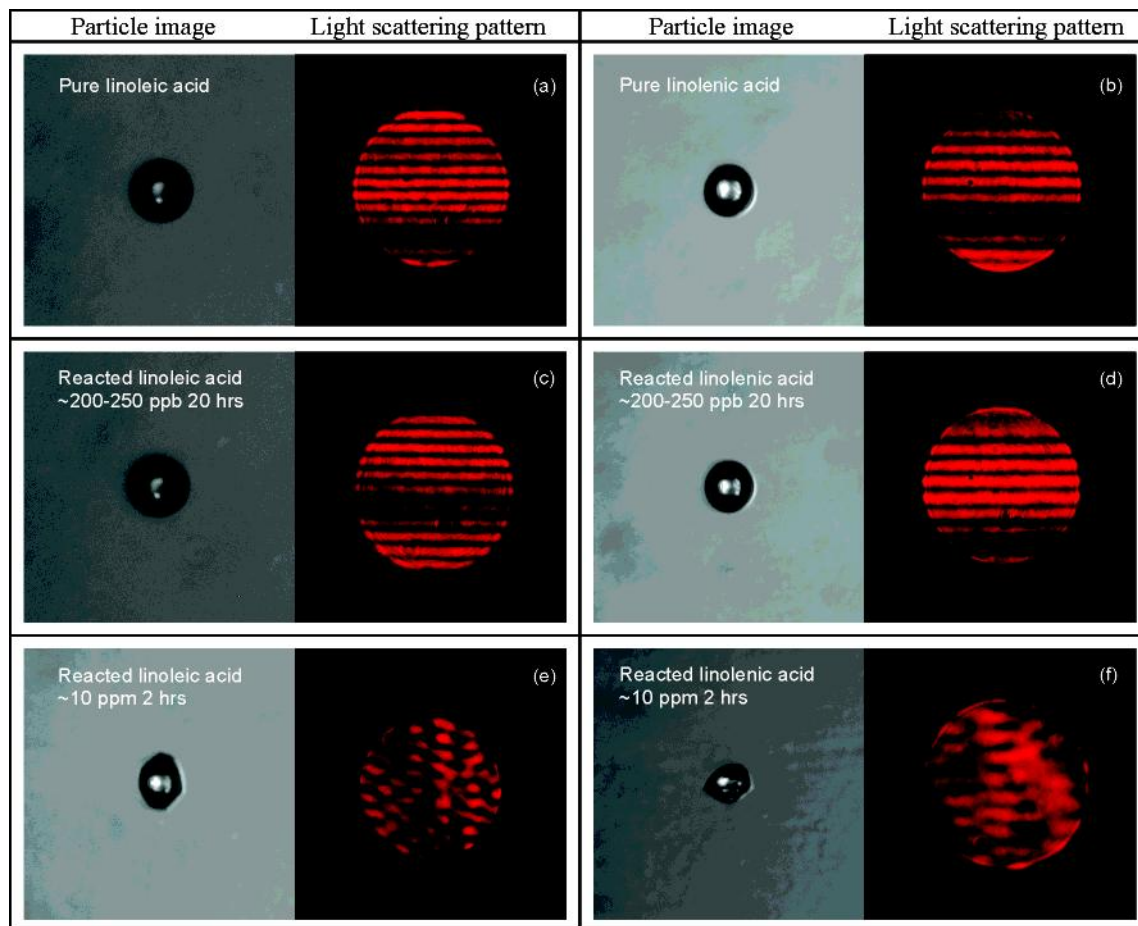 Particle image
Light scattering pattern
Particle image
Light scattering pattern
Pure linoleic acid
(a)
Pure linolenic acid
(b)
Reacted linoleic acid
~200-250 ppb 20 hrs
(c)
Reacted linolenic acid
~200-250 ppb 20 hrs
(d)
Reacted linoleic acid
~10 ppm 2 hrs
(e)
Reacted linolenic acid
~10 ppm 2 hrs
(f)